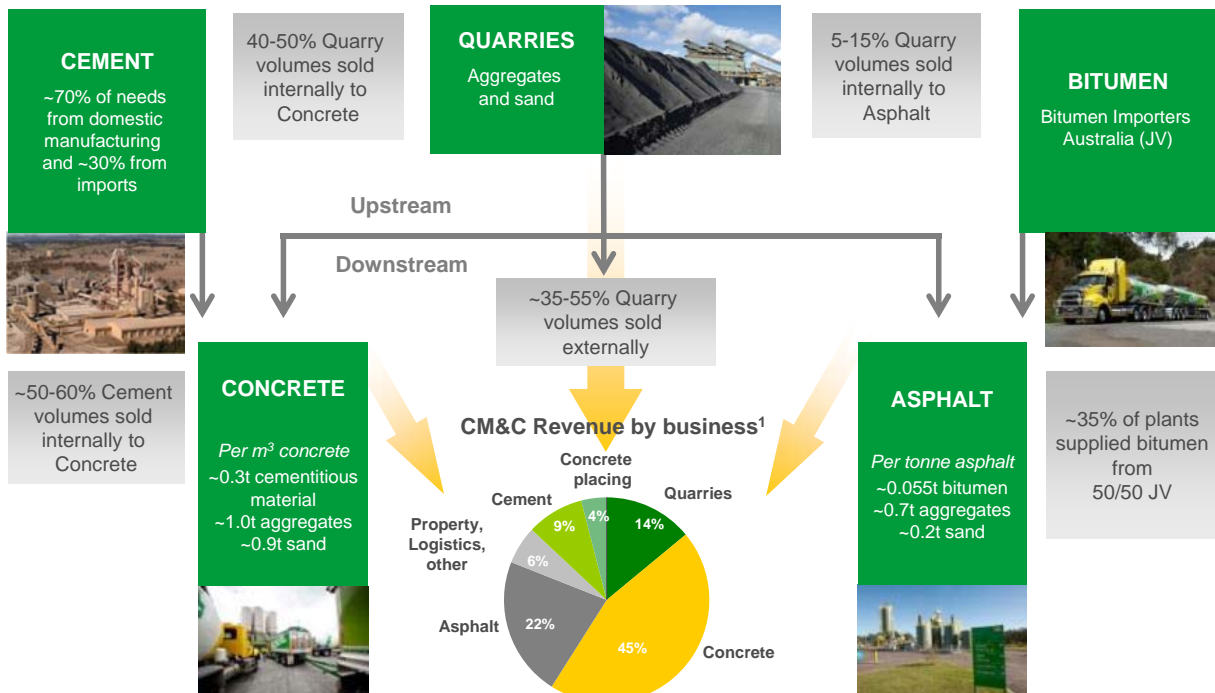 CEMENT
~70% of needs
from domestic
manufacturing
and ~30% from
imports
40-50% Quarry
volumes sold
internally to
Concrete
QUARRIES
Aggregates
and sand
5-15% Quarry
volumes sold
internally to
Asphalt
BITUMEN
Bitumen Importers
Australia (JV)
Upstream
Downstream
~35-55% Quarry
volumes sold
externally
~50-60% Cement
volumes sold
internally to
Concrete
CONCRETE
Per m³ concrete
~0.3t cementitious
material
~1.0t aggregates
~0.9t sand
CM&C Revenue by business¹
Concrete
placing
4%
Quarries
14%
Cement
9%
Property,
Logistics,
other
6%
Asphalt
22%
45%
Concrete
ASPHALT
Per tonne asphalt
~0.055t bitumen
~0.7t aggregates
~0.2t sand
~35% of plants
supplied bitumen
from
50/50 JV